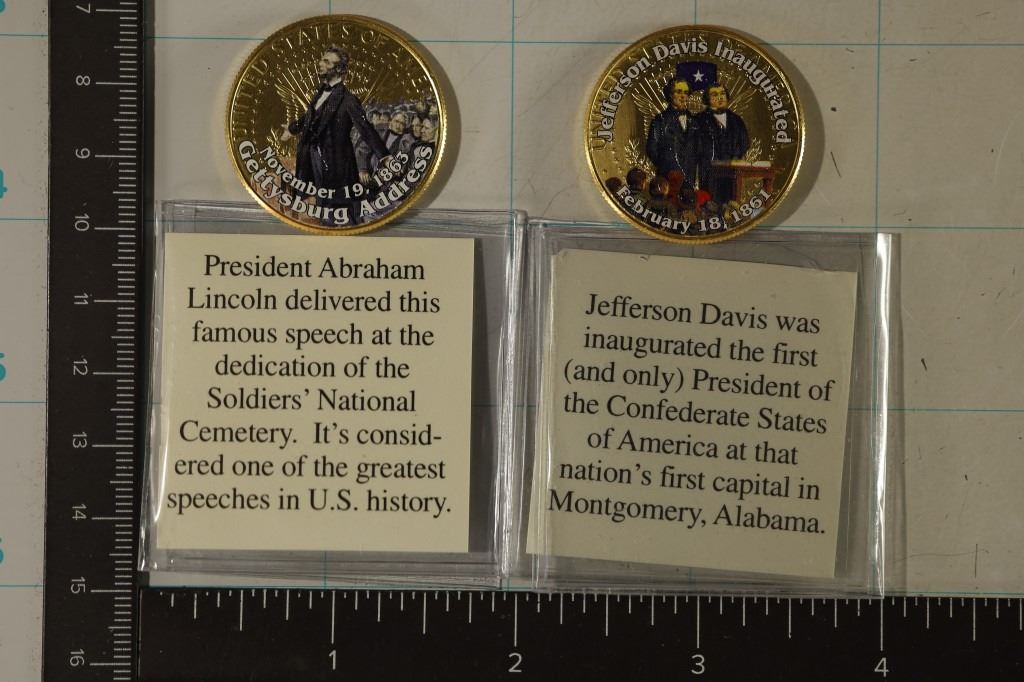 UNITED STATES OF AME
November 19, 1863
Gettysburg Address
Jefferson Davis Inaugurated
February 18, 1861
President Abraham
Lincoln delivered this
famous speech at the
dedication of the
Soldiers’ National
Cemetery.  It’s consid-
ered one of the greatest
speeches in U.S. history.
Jefferson Davis was
inaugurated the first
(and only) President of
the Confederate States
of America at that
nation’s first capital in
Montgomery, Alabama.
7
8
9
10
11
12
13
14
15
16
1 2 3 4